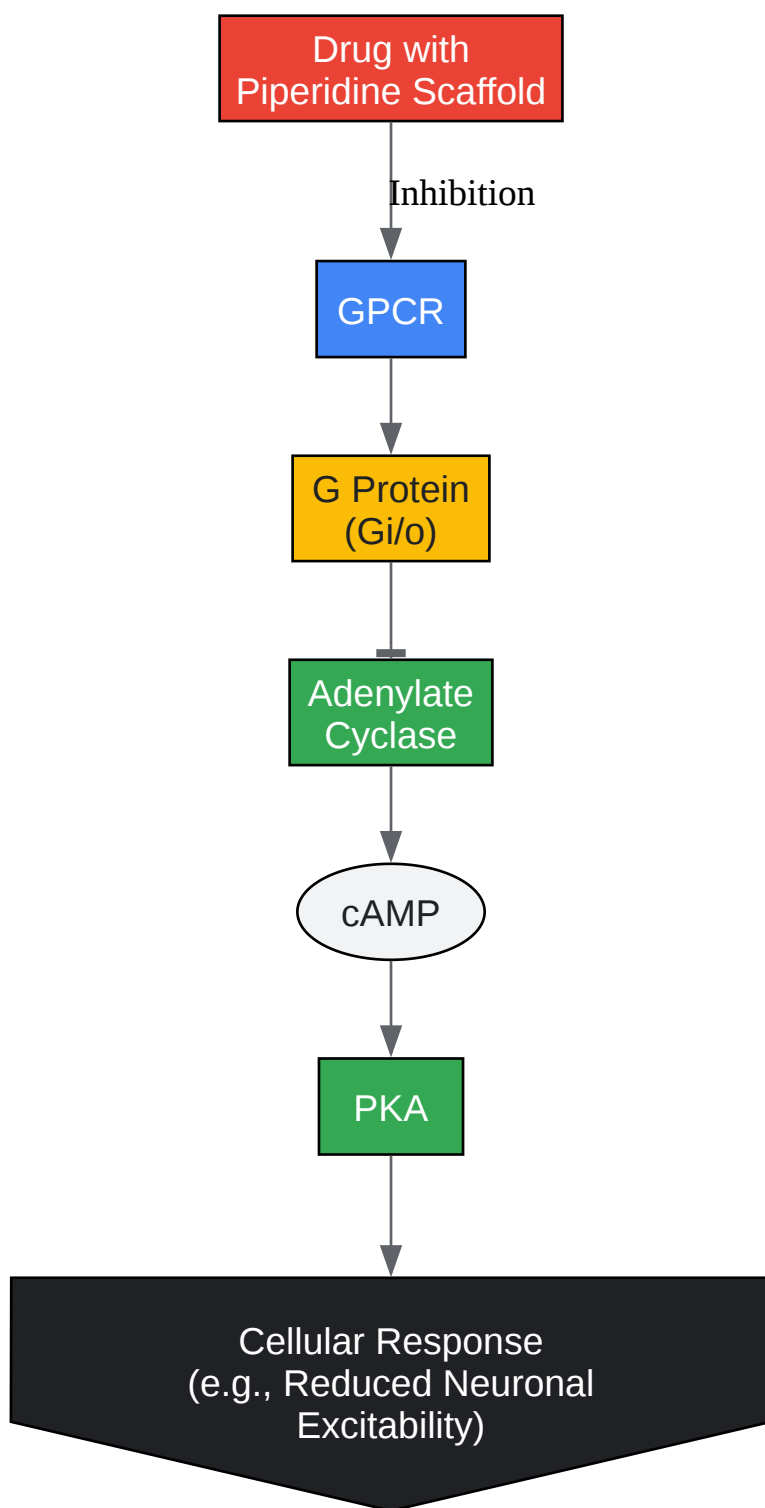 Drug with
Piperidine Scaffold
Inhibition
GPCR
G Protein
(Gi/o)
Adenylate
Cyclase
cAMP
PKA
Cellular Response
(e.g., Reduced Neuronal
Excitability)